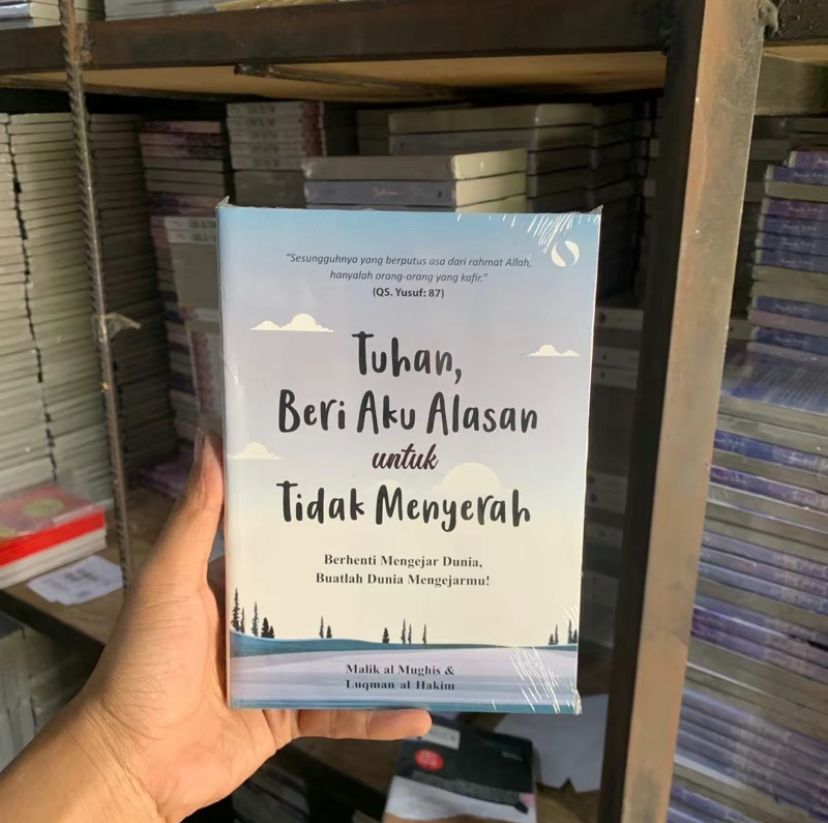 "Sesungguhnya yang berputus asa dari rahmat Allah,
hanyalah orang-orang yang kafir."
(QS. Yusuf: 87)
Tuhan,
Beri Aku Alasan
untuk
Tidak Menyerah
Berhenti Mengejar Dunia,
Buatlah Dunia Mengejarmu!
Malik al Mughis &
Luqman al Hakim